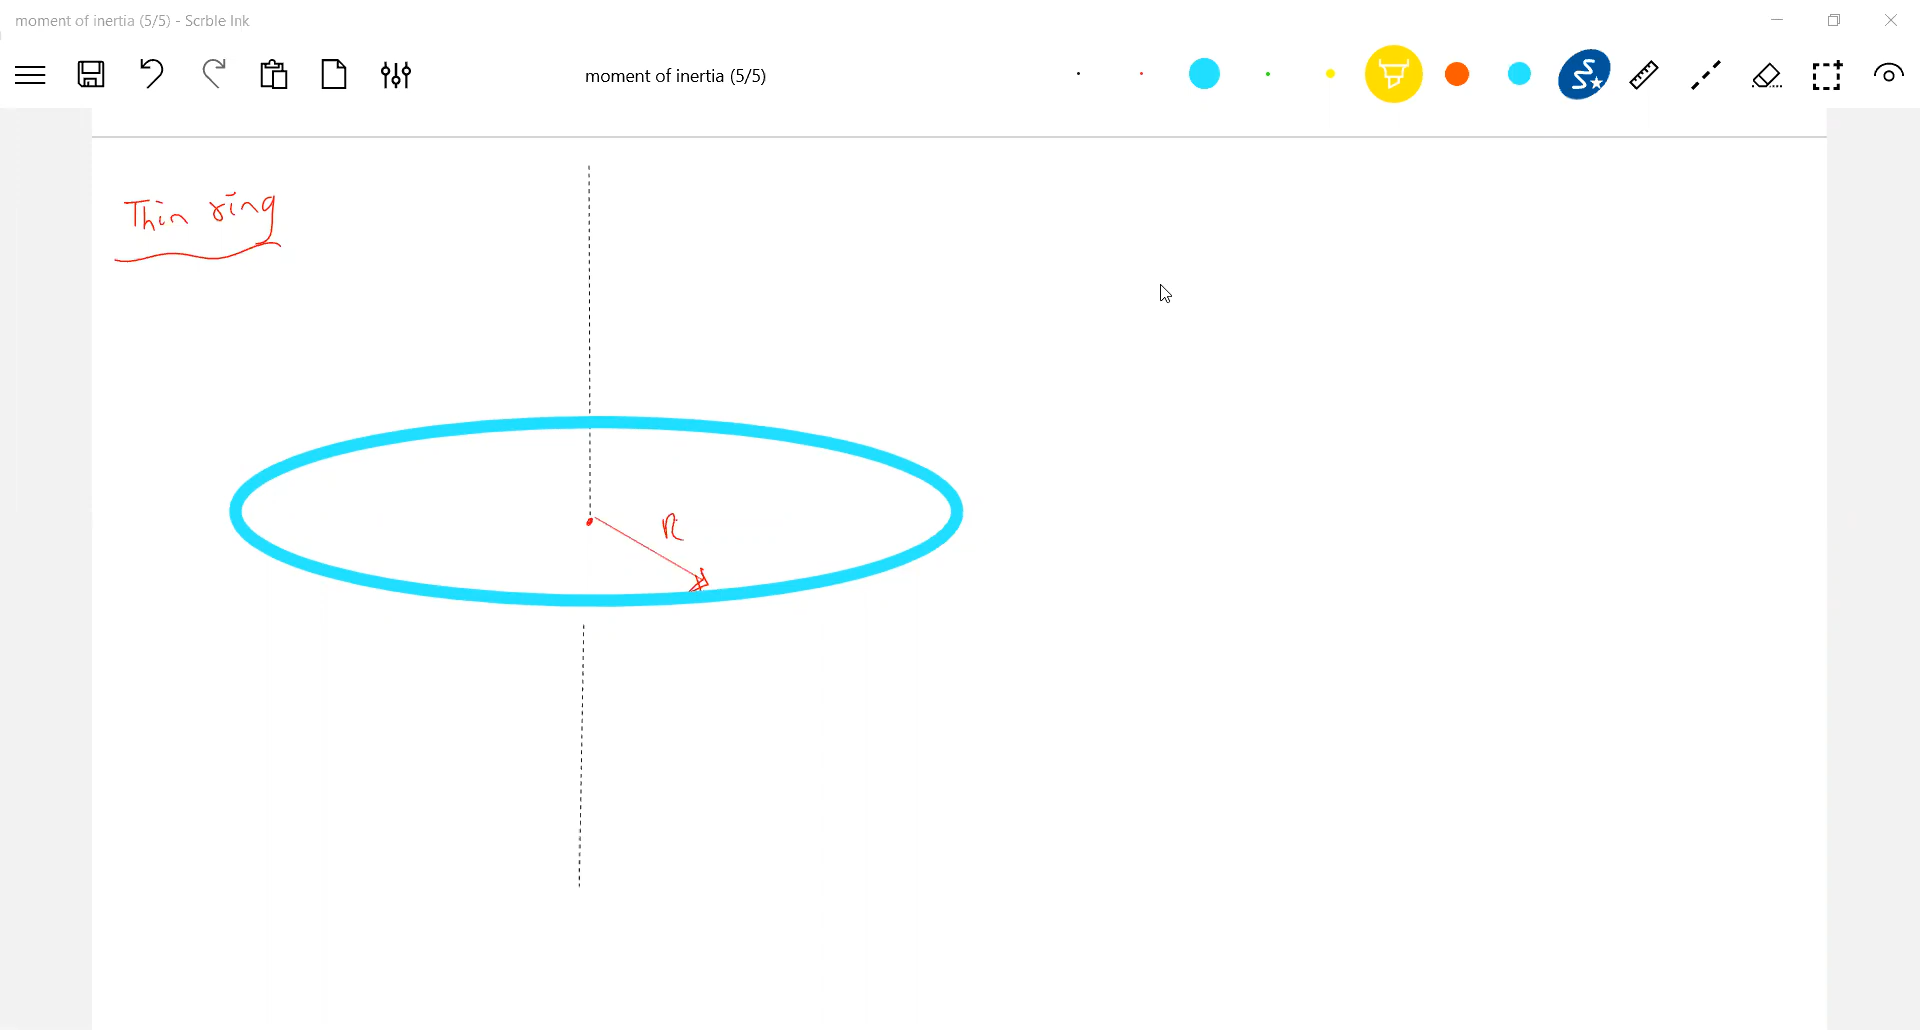 moment of inertia (5/5) - Scrble Ink
moment of inertia (5/5)
Thin ring
R